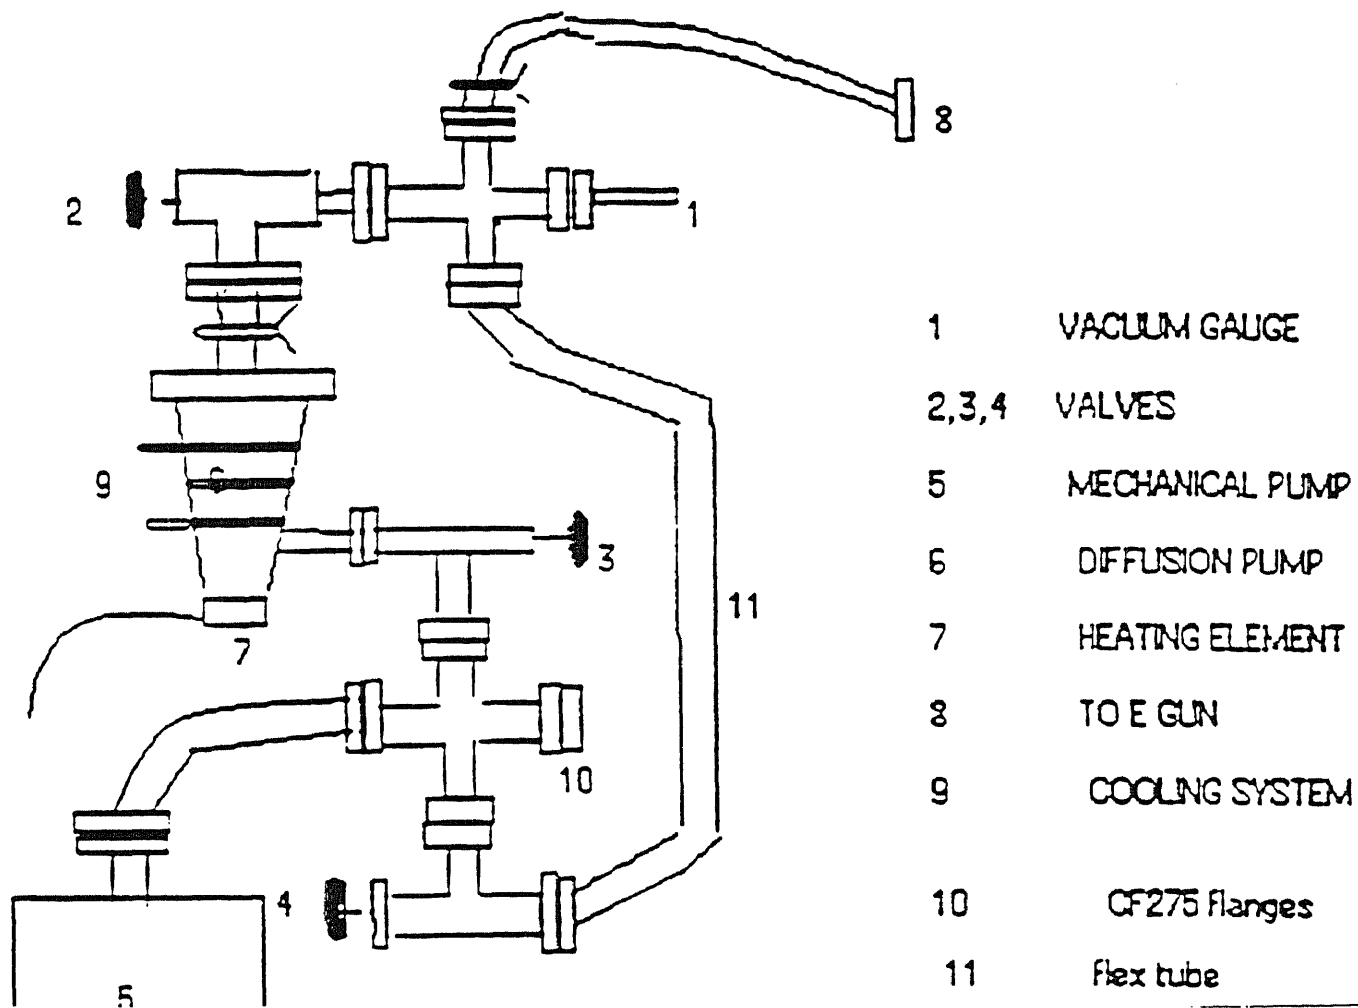 8
2
1
1 VACUUM GAUGE
2,3,4 VALVES
9 6
5 MECHANICAL PUMP
3
6 DIFFUSION PUMP
11
7
7 HEATING ELEMENT
8 TO E GUN
10
9 COOLING SYSTEM
4
10 CF275 flanges
5
11 flex tube